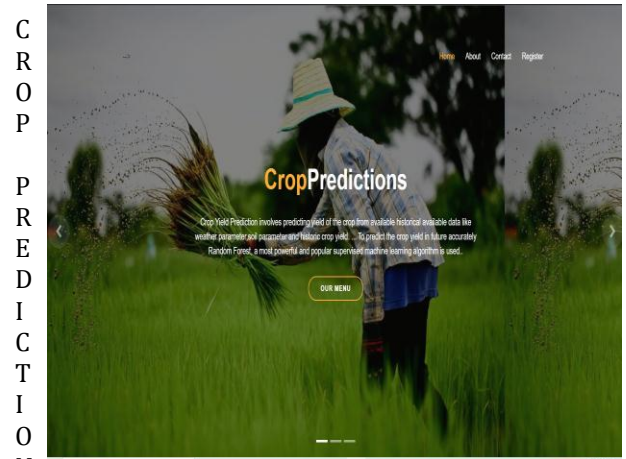 CROP PREDICTION
Home About Contact Register
CropPredictions
Crop Yield Prediction involves predicting yield of the crop from available historical available data like
weather parameter,soil parameter and historic crop yield. ... To predict the crop yield in future accurately
Random Forest, a most powerful and popular supervised machine learning algorithm is used..
OUR MENU